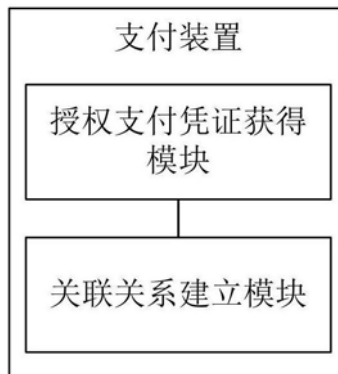 支付装置
授权支付凭证获得
模块
关联关系建立模块